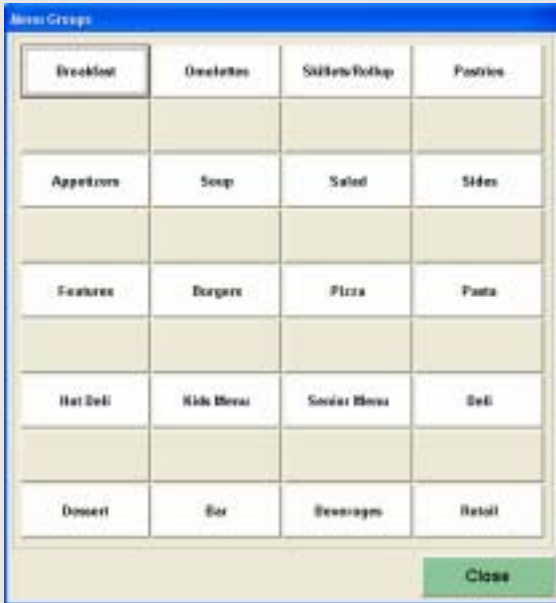 Menu Groups
Breakfast Omelettes Skillets/Rollup Pastries
Appetizers Soup Salad Sides
Features Burgers Pizza Pasta
Hot Deli Kids Menu Senior Menu Deli
Dessert Bar Beverages Retail
Close